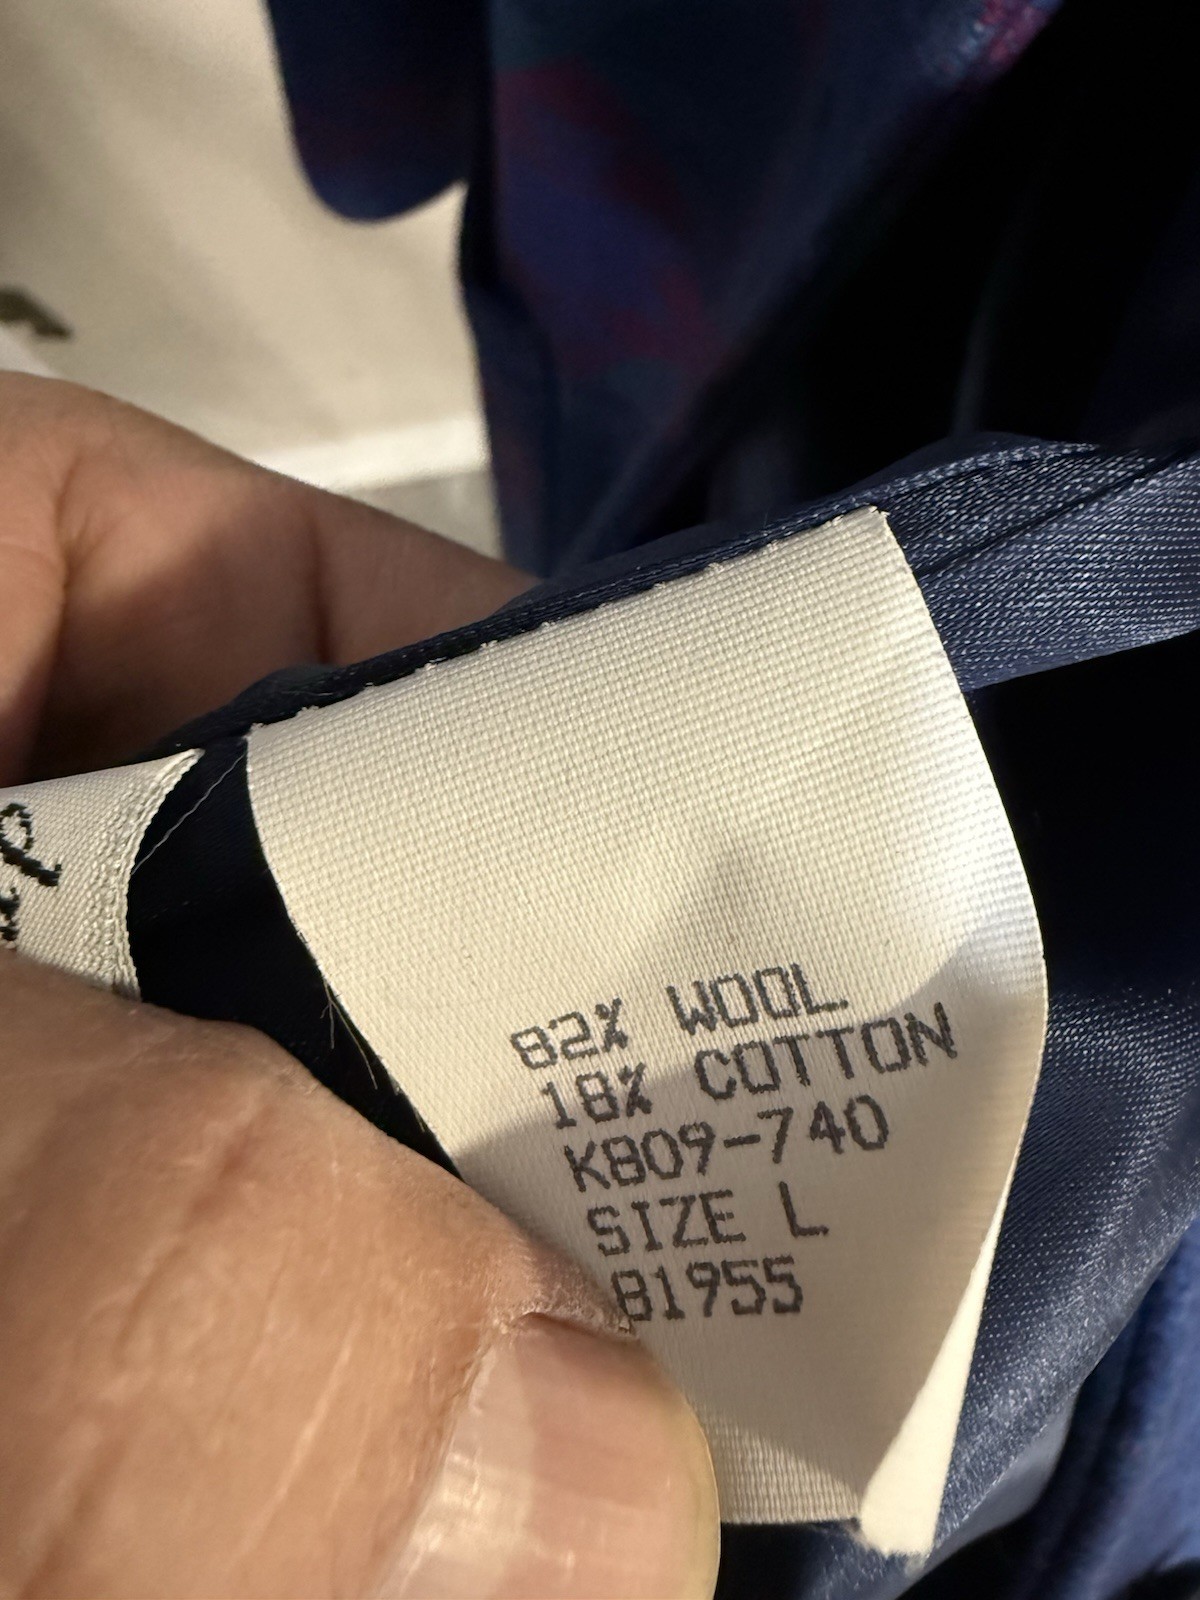 82% WOOL
18% COTTON
K809-740
SIZE L
81955